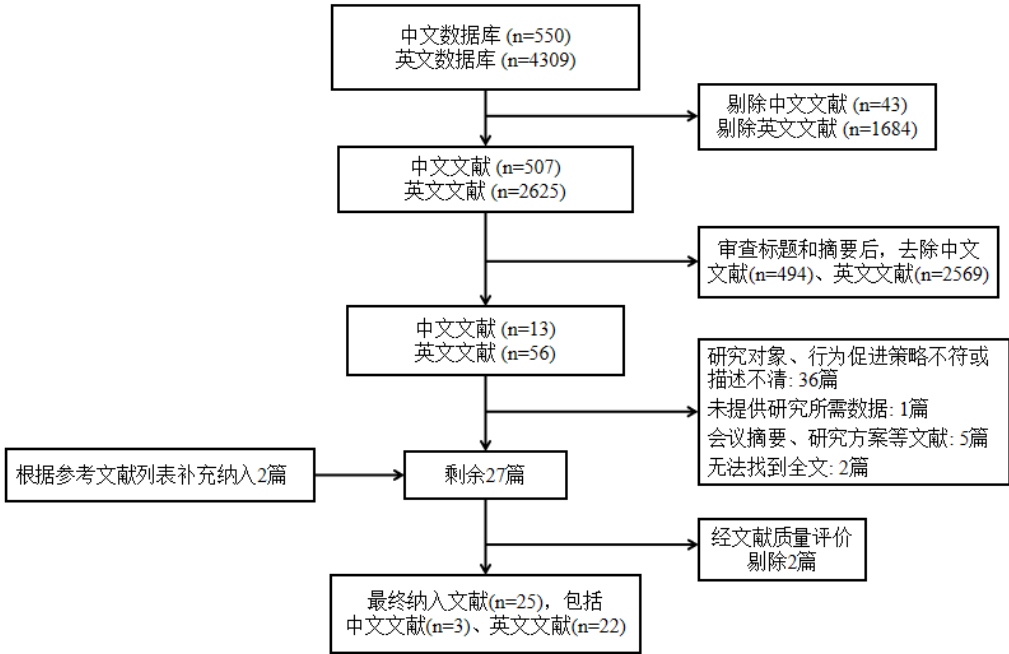 中文数据库 (n=550)
英文数据库 (n=4309)
剔除中文文献 (n=43)
剔除英文文献 (n=1684)
中文文献 (n=507)
英文文献 (n=2625)
审查标题和摘要后，去除中文
文献(n=494)、英文文献(n=2569)
中文文献 (n=13)
英文文献 (n=56)
研究对象、行为促进策略不符或
描述不清: 36篇
未提供研究所需数据: 1篇
会议摘要、研究方案等文献: 5篇
无法找到全文: 2篇
根据参考文献列表补充纳入2篇
剩余27篇
经文献质量评价
剔除2篇
最终纳入文献(n=25)，包括
中文文献(n=3)、英文文献(n=22)